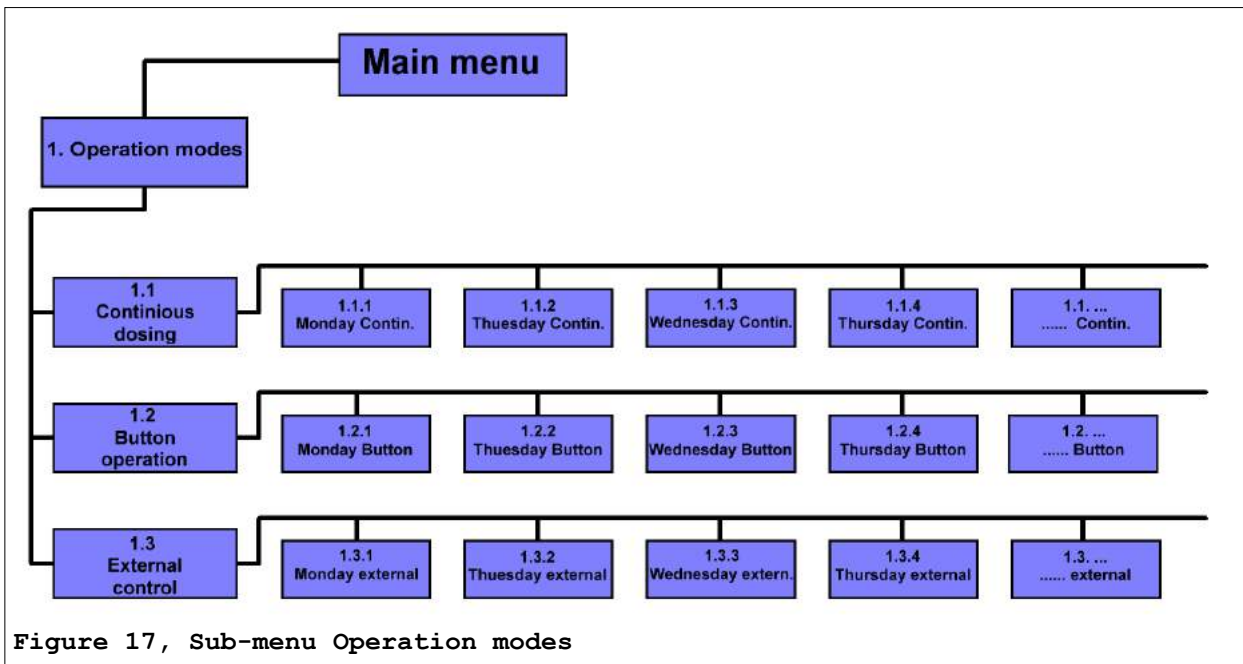 Main menu
1. Operation modes
1.1
Continious
dosing
1.1.1
Monday Contin.
1.1.2
Thuesday Contin.
1.1.3
Wednesday Contin.
1.1.4
Thursday Contin.
1.1. ...
...... Contin.
1.2
Button
operation
1.2.1
Monday Button
1.2.2
Thuesday Button
1.2.3
Wednesday Button
1.2.4
Thursday Button
1.2. ...
...... Button
1.3
External
control
1.3.1
Monday external
1.3.2
Thuesday external
1.3.3
Wednesday extern.
1.3.4
Thursday external
1.3. ...
...... external
Figure 17, Sub-menu Operation modes